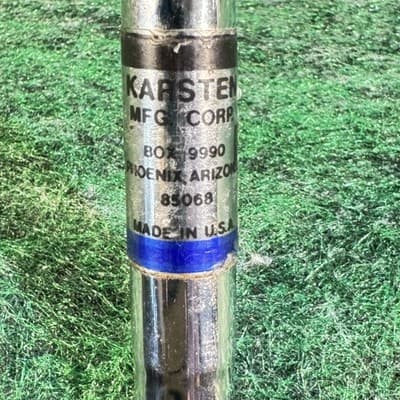 KARSTEN
MFG. CORP.
BOX 9990
PHOENIX, ARIZONA
85068
MADE IN U.S.A.